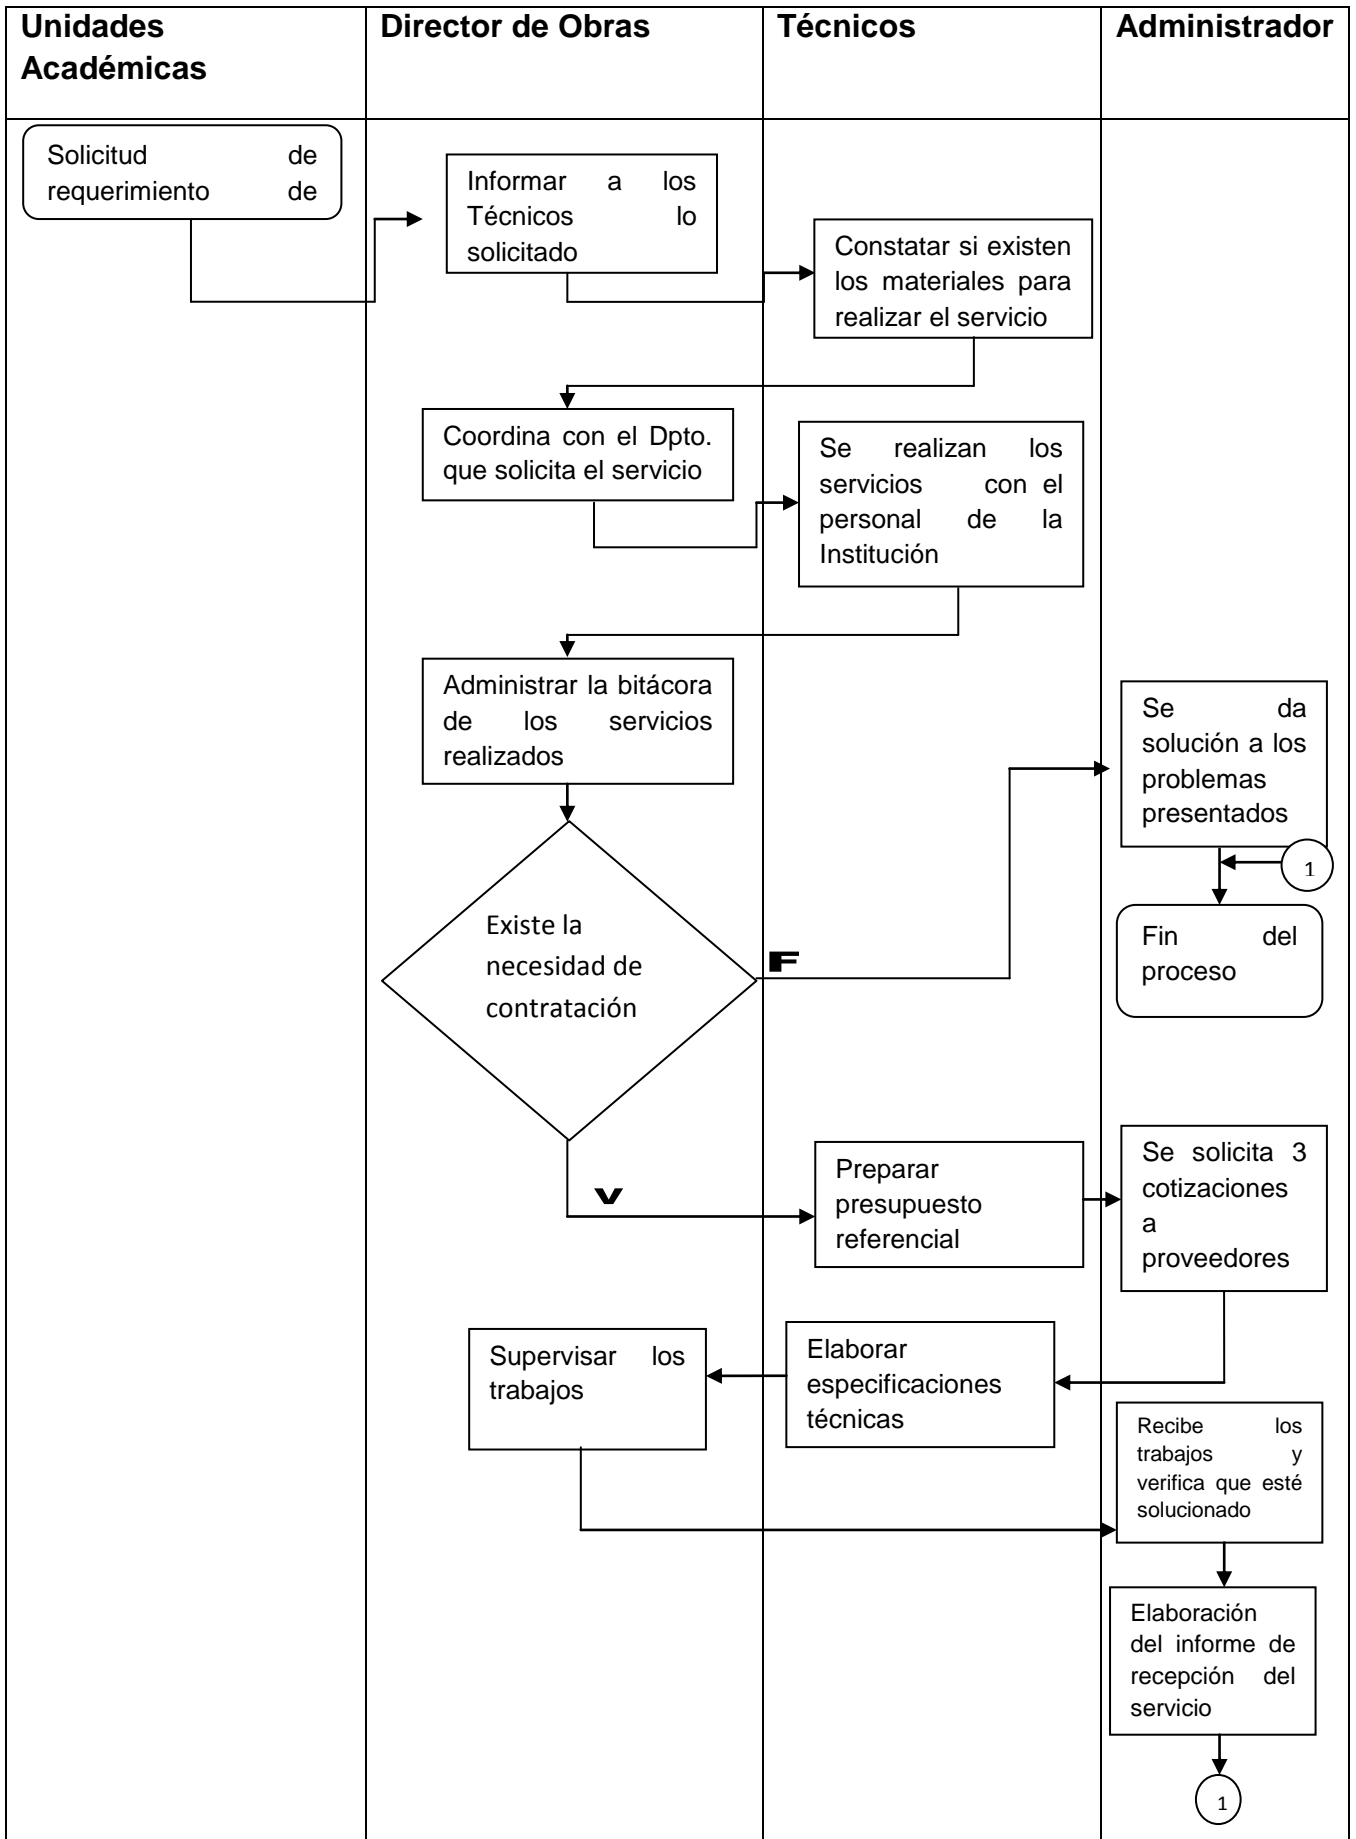 Unidades
Académicas
Director de Obras
Técnicos
Administrador
Solicitud de
requerimiento de
Informar a los
Técnicos lo
solicitado
Constatar si existen
los materiales para
realizar el servicio
Coordina con el Dpto.
que solicita el servicio
Se realizan los
servicios con el
personal de la
Institución
Administrar la bitácora
de los servicios
realizados
Se da
solución a los
problemas
presentados
1
Existe la
necesidad de
contratación
F
Fin del
proceso
V
Preparar
presupuesto
referencial
Se solicita 3
cotizaciones
a
proveedores
Supervisar los
trabajos
Elaborar
especificaciones
técnicas
Recibe los
trabajos y
verifica que esté
solucionado
Elaboración
del informe de
recepción del
servicio
1